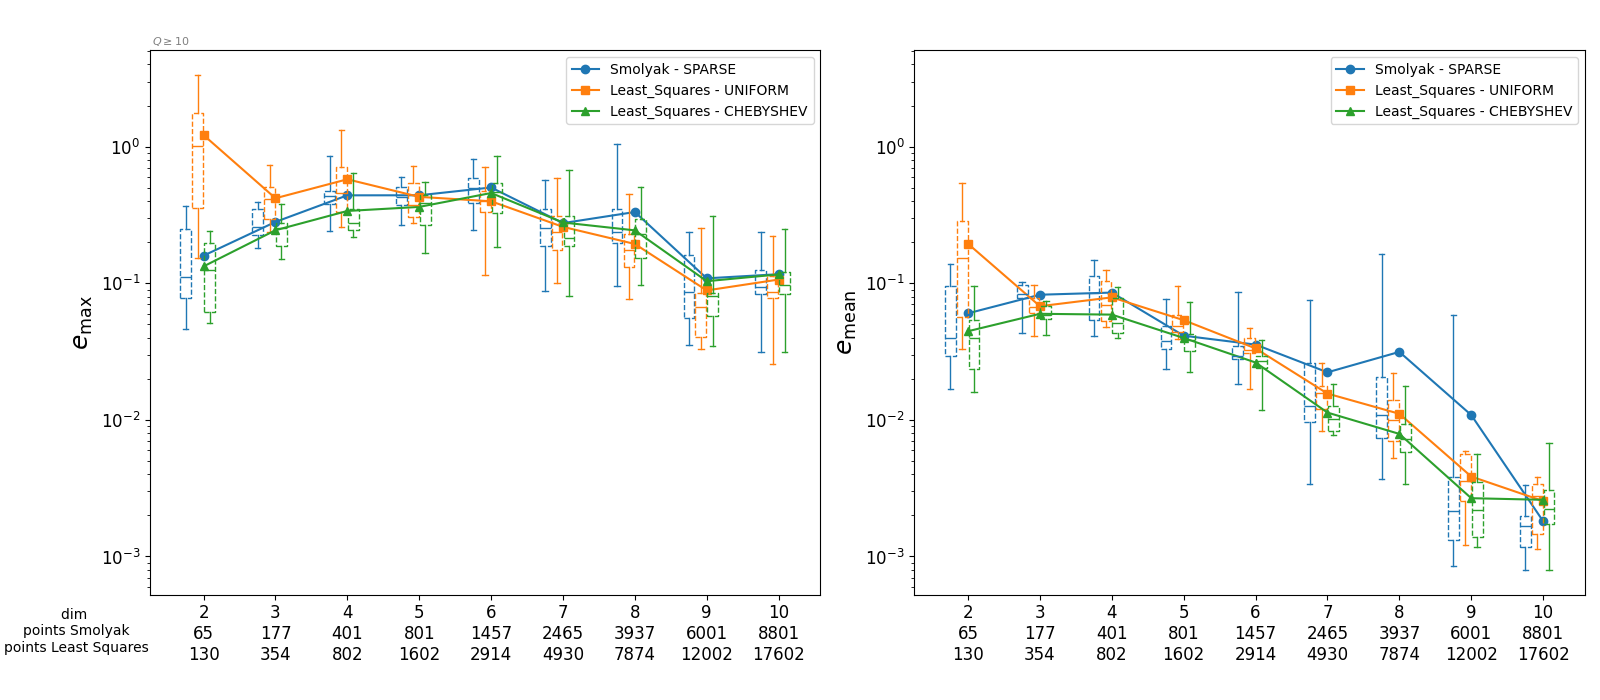 Q ≥ 10
Smolyak - SPARSE
Least_Squares - UNIFORM
Least_Squares - CHEBYSHEV
10⁰
10⁻¹
10⁻²
10⁻³
e_max
2 3 4 5 6 7 8 9 10
65 177 401 801 1457 2465 3937 6001 8801
130 354 802 1602 2914 4930 7874 12002 17602
dim
points Smolyak
points Least Squares
Smolyak - SPARSE
Least_Squares - UNIFORM
Least_Squares - CHEBYSHEV
10⁰
10⁻¹
10⁻²
10⁻³
e_mean
2 3 4 5 6 7 8 9 10
65 177 401 801 1457 2465 3937 6001 8801
130 354 802 1602 2914 4930 7874 12002 17602